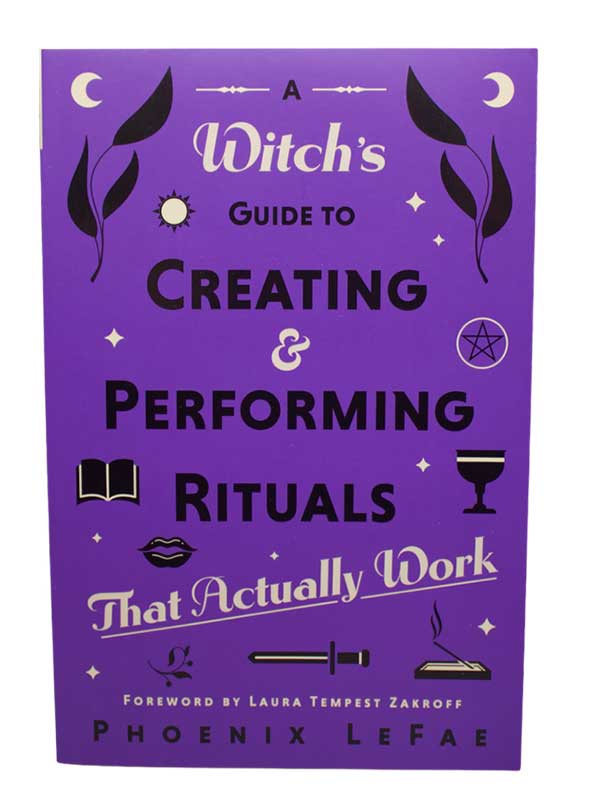 A
Witch's
GUIDE TO
CREATING
&
PERFORMING
RITUALS
That Actually Work
FOREWORD BY LAURA TEMPEST ZAKROFF
PHOENIX LEFAE